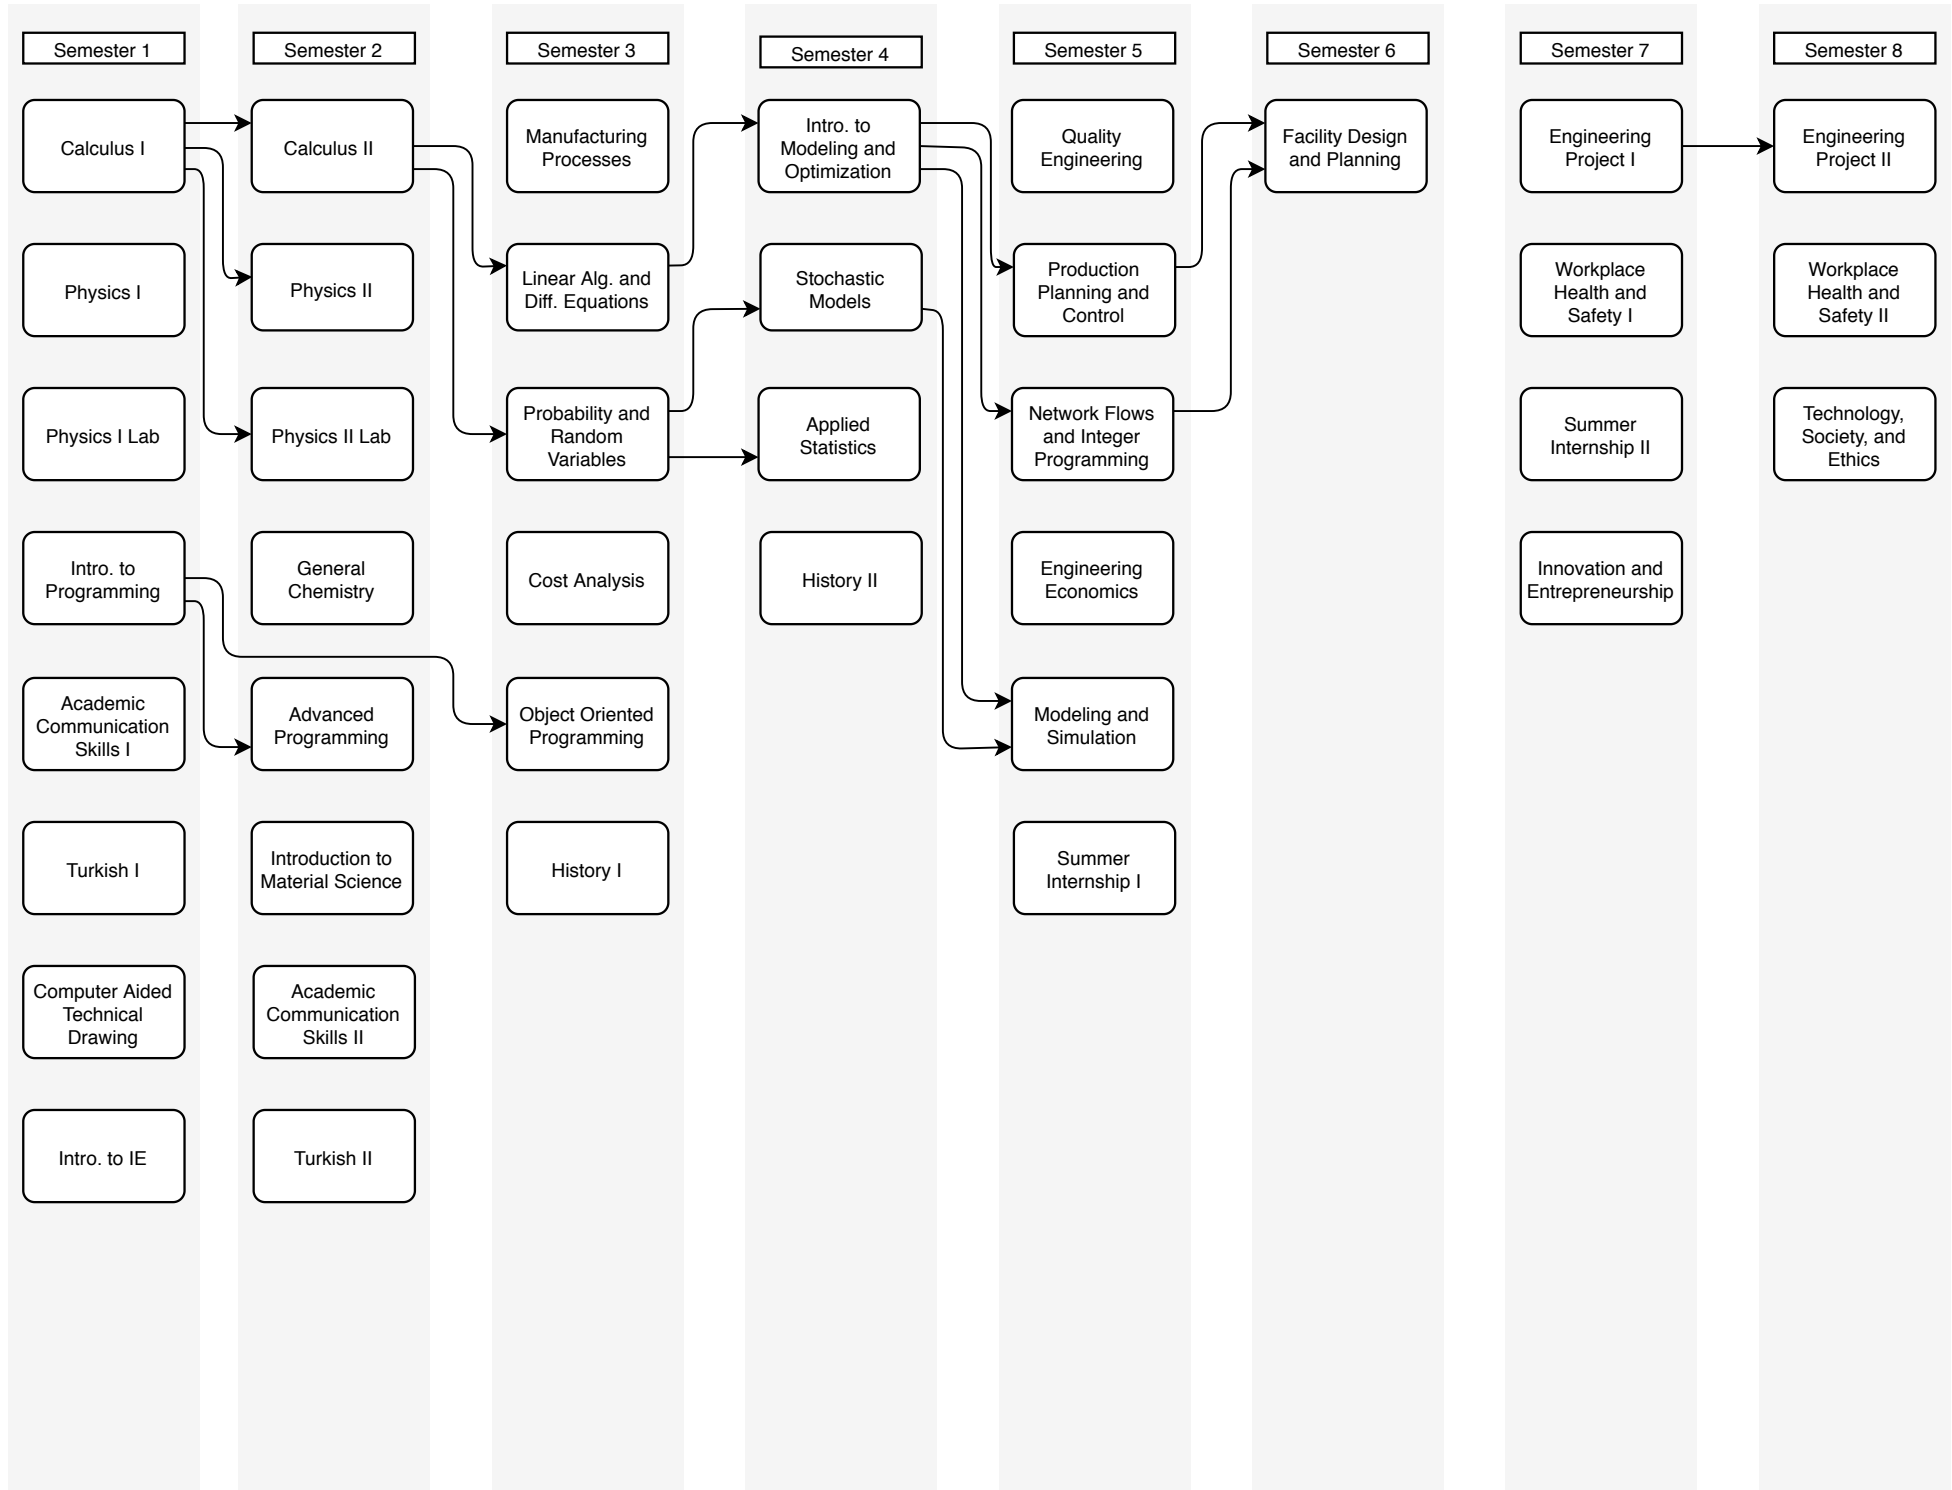 Semester 1
Calculus I
Physics I
Physics I Lab
Intro. to
Programming
Academic
Communication
Skills I
Turkish I
Computer Aided
Technical
Drawing
Intro. to IE
Semester 2
Calculus II
Physics II
Physics II Lab
General
Chemistry
Advanced
Programming
Introduction to
Material Science
Academic
Communication
Skills II
Turkish II
Semester 3
Manufacturing
Processes
Linear Alg. and
Diff. Equations
Probability and
Random
Variables
Cost Analysis
Object Oriented
Programming
History I
Semester 4
Intro. to
Modeling and
Optimization
Stochastic
Models
Applied
Statistics
History II
Semester 5
Quality
Engineering
Production
Planning and
Control
Network Flows
and Integer
Programming
Engineering
Economics
Modeling and
Simulation
Summer
Internship I
Semester 6
Facility Design
and Planning
Semester 7
Engineering
Project I
Workplace
Health and
Safety I
Summer
Internship II
Innovation and
Entrepreneurship
Semester 8
Engineering
Project II
Workplace
Health and
Safety II
Technology,
Society, and
Ethics